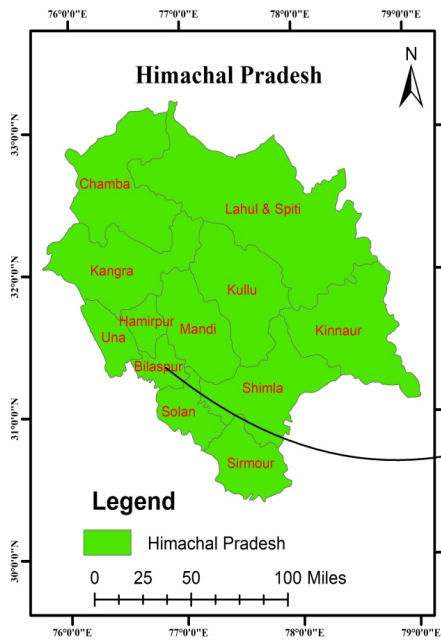 76°0'0"E 77°0'0"E 78°0'0"E 79°0'0"E
N
Himachal Pradesh
33°0'0"N
Chamba
Lahul & Spiti
Kangra
32°0'0"N
Kullu
Hamirpur
Mandi
Kinnaur
Una
Bilaspur
Shimla
Solan
31°0'0"N
Sirmour
Legend
Himachal Pradesh
30°0'0"N
0 25 50 100 Miles
76°0'0"E 77°0'0"E 78°0'0"E 79°0'0"E